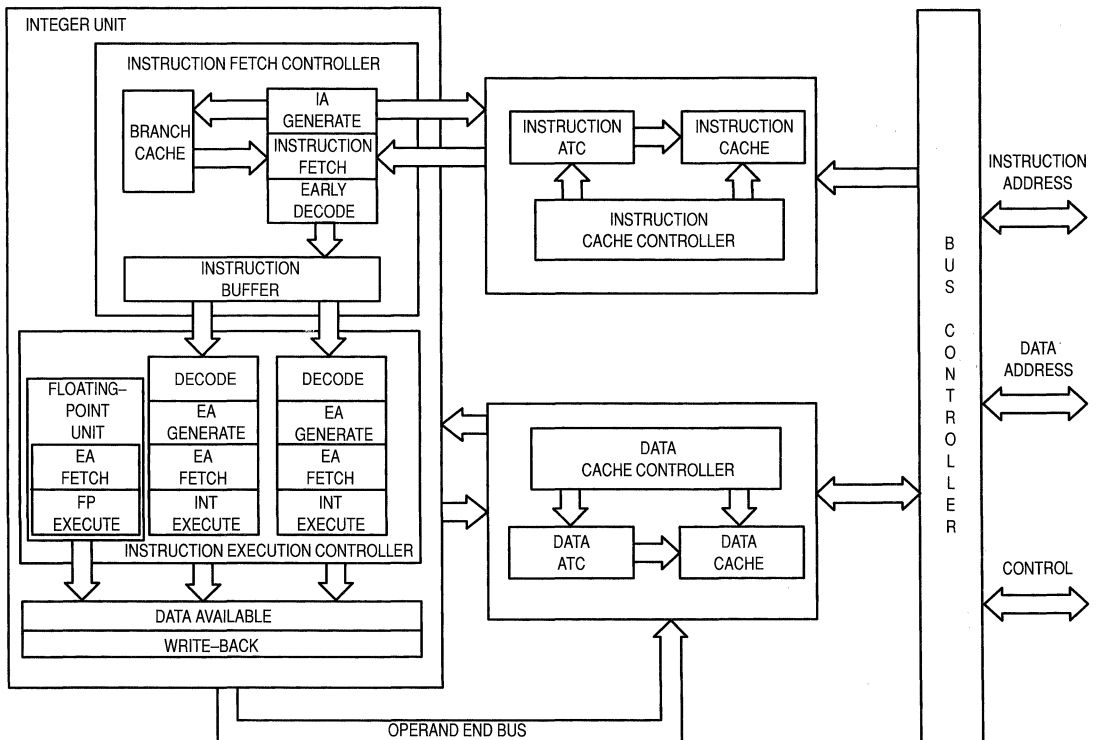 INTEGER UNIT
INSTRUCTION FETCH CONTROLLER
BRANCH
CACHE
IA
GENERATE
INSTRUCTION
FETCH
EARLY
DECODE
INSTRUCTION
BUFFER
INSTRUCTION
ATC
INSTRUCTION
CACHE
INSTRUCTION
CACHE CONTROLLER
BUS CONTROLLER
INSTRUCTION
ADDRESS
DATA
ADDRESS
CONTROL
FLOATING–
POINT
UNIT
EA
FETCH
FP
EXECUTE
DECODE
EA
GENERATE
EA
FETCH
INT
EXECUTE
DECODE
EA
GENERATE
EA
FETCH
INT
EXECUTE
INSTRUCTION EXECUTION CONTROLLER
DATA
CACHE CONTROLLER
DATA
ATC
DATA
CACHE
DATA AVAILABLE
WRITE–BACK
OPERAND END BUS